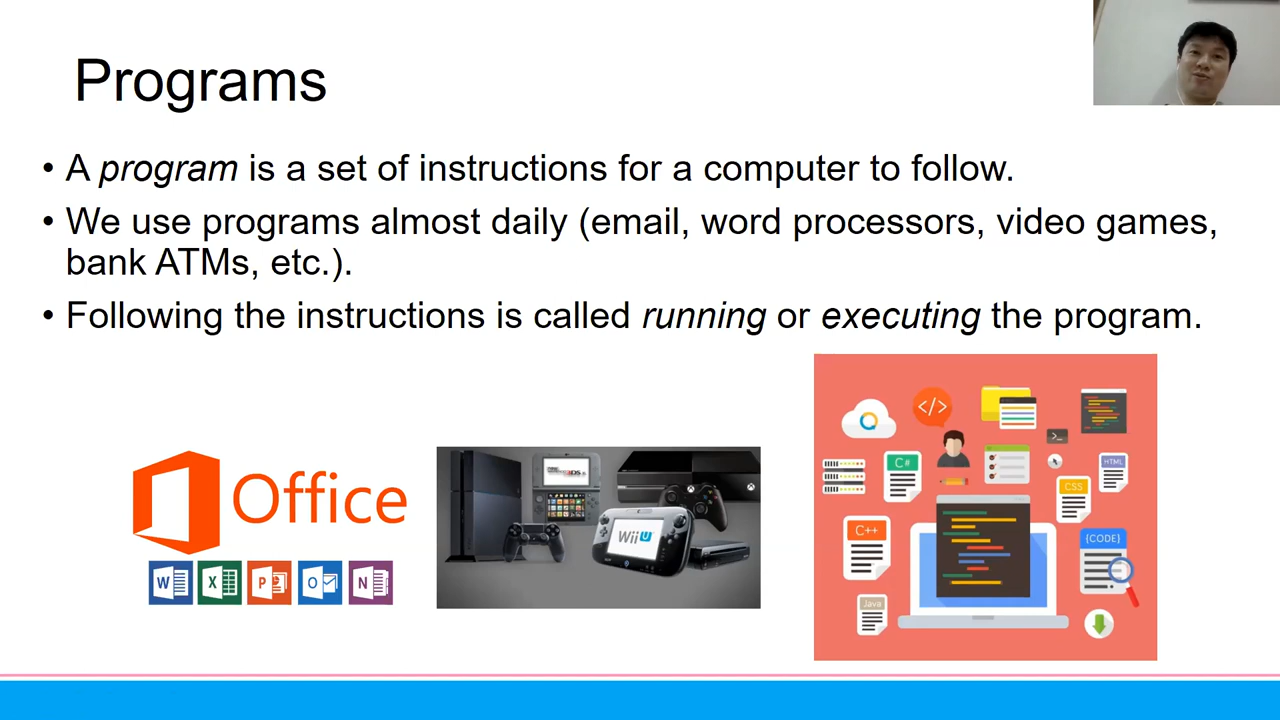 Programs
• A program is a set of instructions for a computer to follow.
• We use programs almost daily (email, word processors, video games,
bank ATMs, etc.).
• Following the instructions is called running or executing the program.
Office
W X P O N
Wii U
</>
>_
C#
HTML
CSS
C++
{CODE}
Java